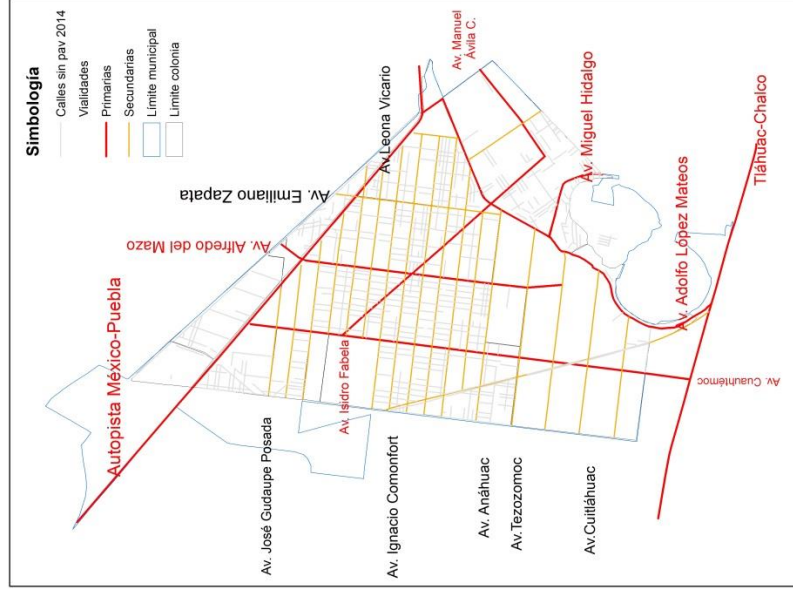 Simbología
Calles sin pav 2014
Vialidades
Primarias
Secundarias
Límite municipal
Límite colonia
Autopista México-Puebla
Av. Alfredo del Mazo
Av. Emiliano Zapata
Av.Leona Vicario
Av. Manuel
Ávila C.
Av. Miguel Hidalgo
Av. Adolfo López Mateos
Tláhuac-Chalco
Av. José Gudaupe Posada
Av. Isidro Fabela
Av. Ignacio Comonfort
Av. Anáhuac
Av.Tezozomoc
Av.Cuitláhuac
Av. Cuauhtémoc